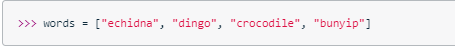 >>> words = ["echidna", "dingo", "crocodile", "bunyip"]